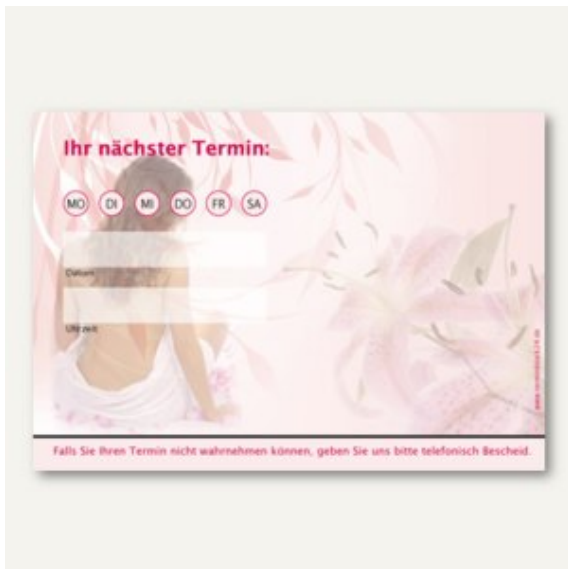 Ihr nächster Termin:
MO DI MI DO FR SA
Datum
Uhrzeit
Falls Sie Ihren Termin nicht wahrnehmen können, geben Sie uns bitte telefonisch Bescheid.